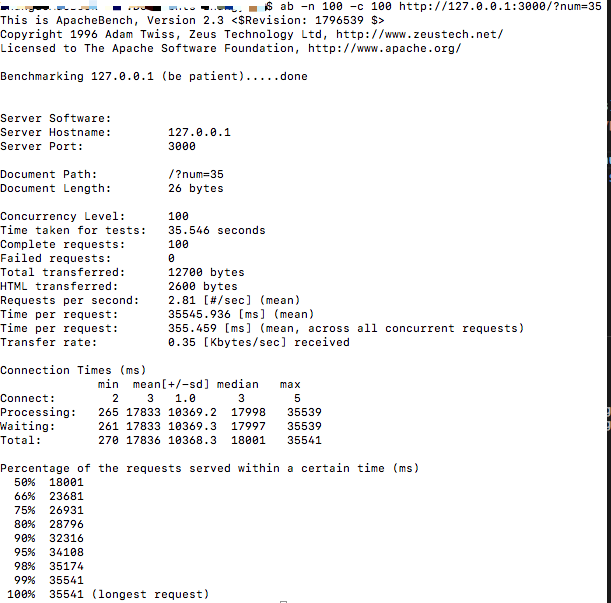 $ ab -n 100 -c 100 http://127.0.0.1:3000/?num=35
This is ApacheBench, Version 2.3 <$Revision: 1796539 $>
Copyright 1996 Adam Twiss, Zeus Technology Ltd, http://www.zeustech.net/
Licensed to The Apache Software Foundation, http://www.apache.org/
Benchmarking 127.0.0.1 (be patient).....done
Server Software:
Server Hostname:        127.0.0.1
Server Port:            3000
Document Path:          /?num=35
Document Length:        26 bytes
Concurrency Level:      100
Time taken for tests:   35.546 seconds
Complete requests:      100
Failed requests:        0
Total transferred:      12700 bytes
HTML transferred:       2600 bytes
Requests per second:    2.81 [#/sec] (mean)
Time per request:       35545.936 [ms] (mean)
Time per request:       355.459 [ms] (mean, across all concurrent requests)
Transfer rate:          0.35 [Kbytes/sec] received
Connection Times (ms)
              min  mean[+/-sd] median   max
Connect:        2    3   1.0      3       5
Processing:   265 17833 10369.2  17998   35539
Waiting:      261 17833 10369.3  17997   35539
Total:        270 17836 10368.3  18001   35541
Percentage of the requests served within a certain time (ms)
  50%  18001
  66%  23681
  75%  26931
  80%  28796
  90%  32316
  95%  34108
  98%  35174
  99%  35541
 100%  35541 (longest request)